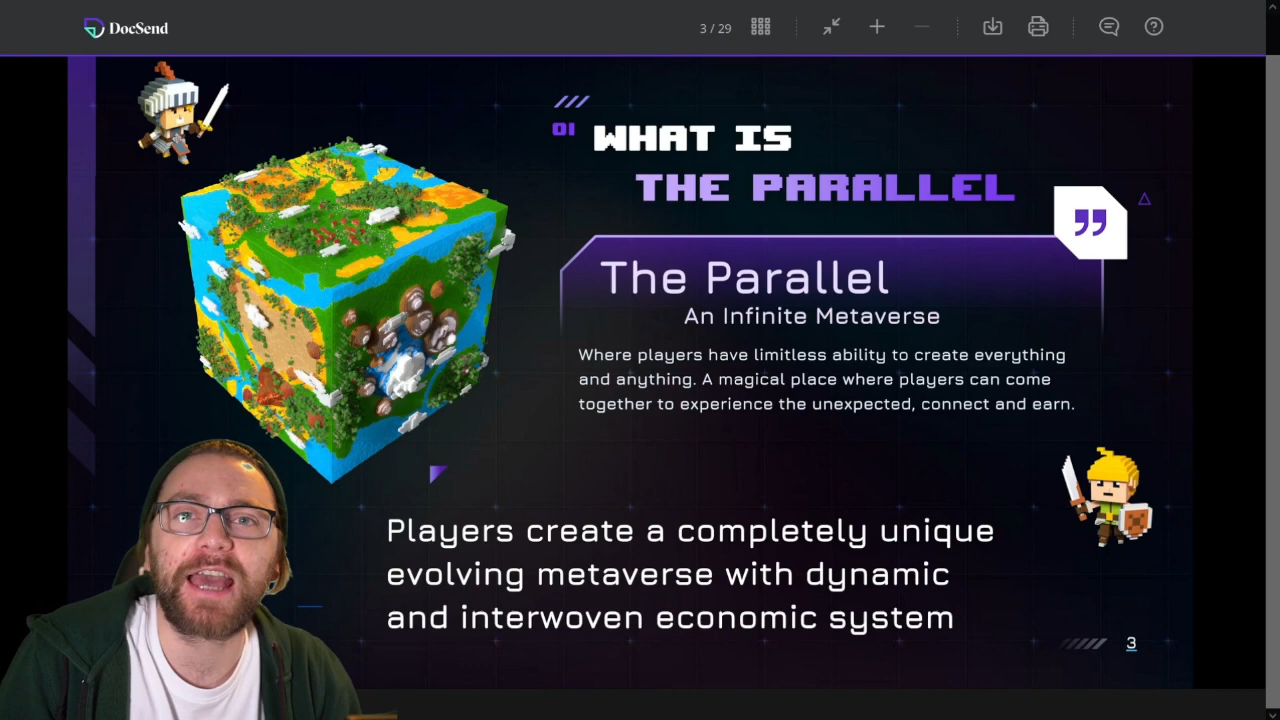 DocSend
3 / 29
01 WHAT IS
THE PARALLEL
The Parallel
An Infinite Metaverse
Where players have limitless ability to create everything
and anything. A magical place where players can come
together to experience the unexpected, connect and earn.
Players create a completely unique
evolving metaverse with dynamic
and interwoven economic system
3